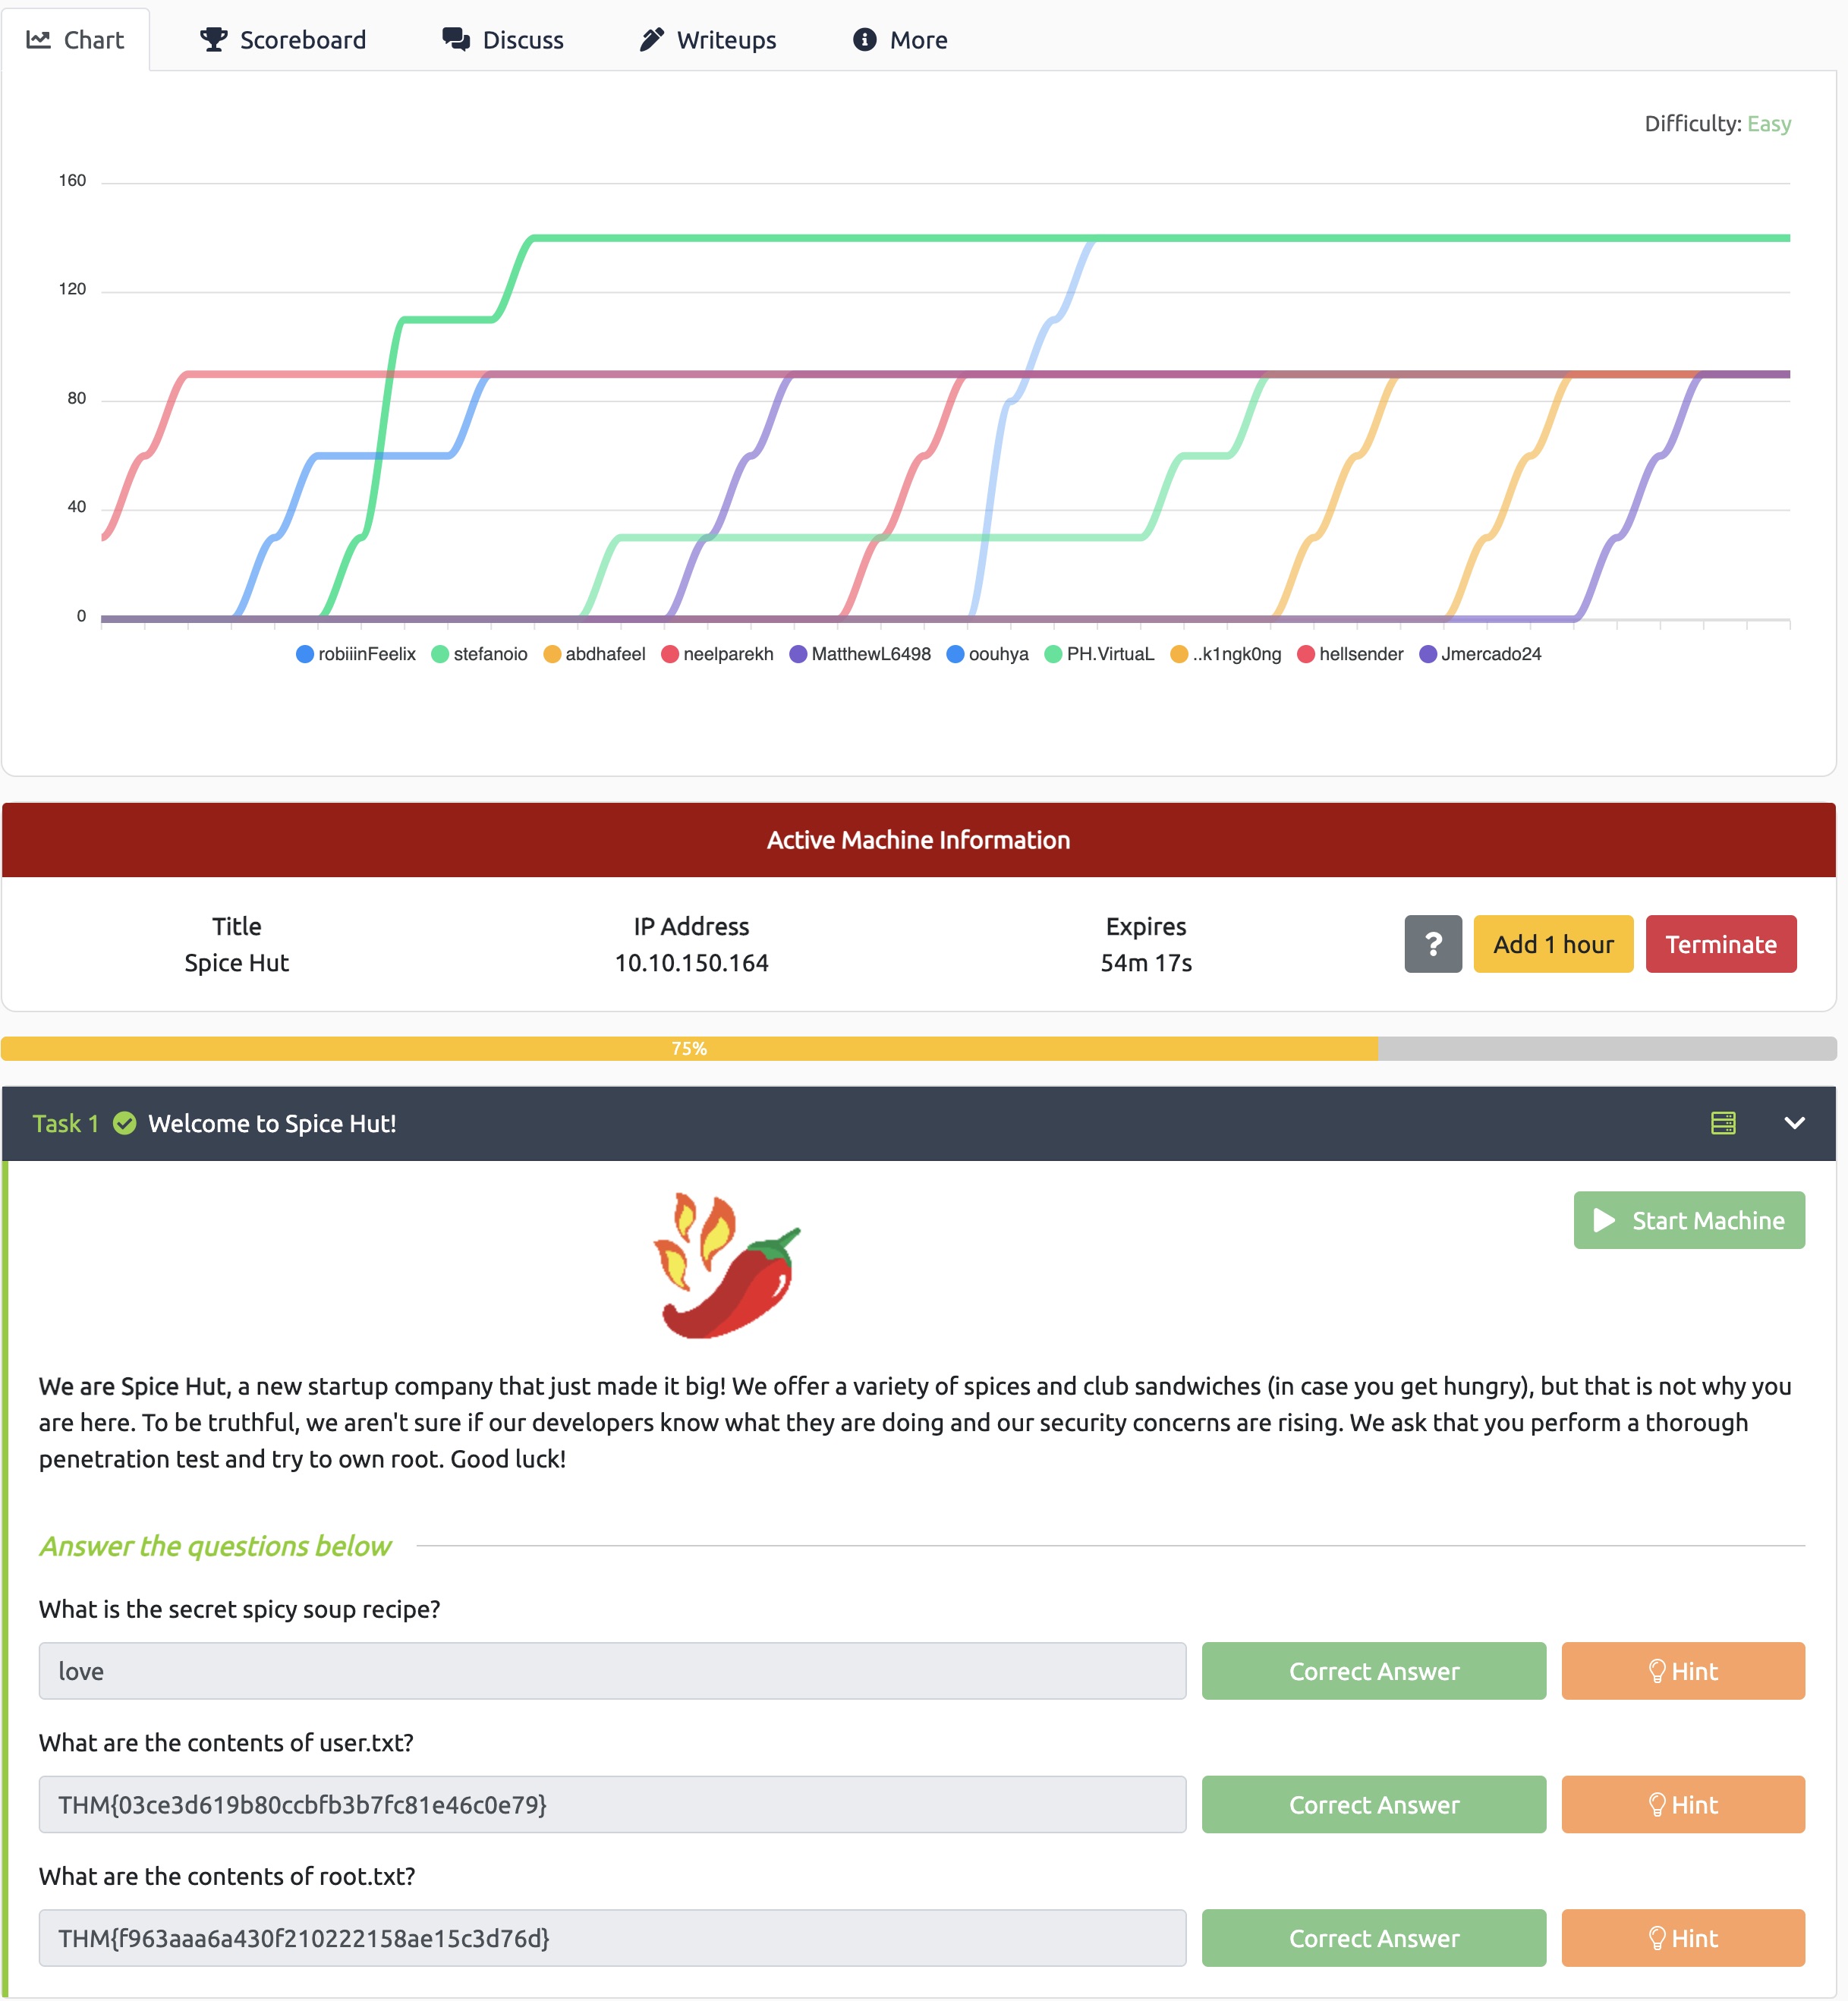 Chart Scoreboard Discuss Writeups More
Difficulty: Easy
160
120
80
40
0
robiiinFeelix stefanoio abdhafeel neelparekh MatthewL6498 oouhya PH.VirtuaL ..k1ngk0ng hellsender Jmercado24
Active Machine Information
Title IP Address Expires
Spice Hut 10.10.150.164 54m 17s
? Add 1 hour Terminate
75%
Task 1 Welcome to Spice Hut!
Start Machine
We are Spice Hut, a new startup company that just made it big! We offer a variety of spices and club sandwiches (in case you get hungry), but that is not why you
are here. To be truthful, we aren't sure if our developers know what they are doing and our security concerns are rising. We ask that you perform a thorough
penetration test and try to own root. Good luck!
Answer the questions below
What is the secret spicy soup recipe?
love Correct Answer Hint
What are the contents of user.txt?
THM{03ce3d619b80ccbfb3b7fc81e46c0e79} Correct Answer Hint
What are the contents of root.txt?
THM{f963aaa6a430f210222158ae15c3d76d} Correct Answer Hint